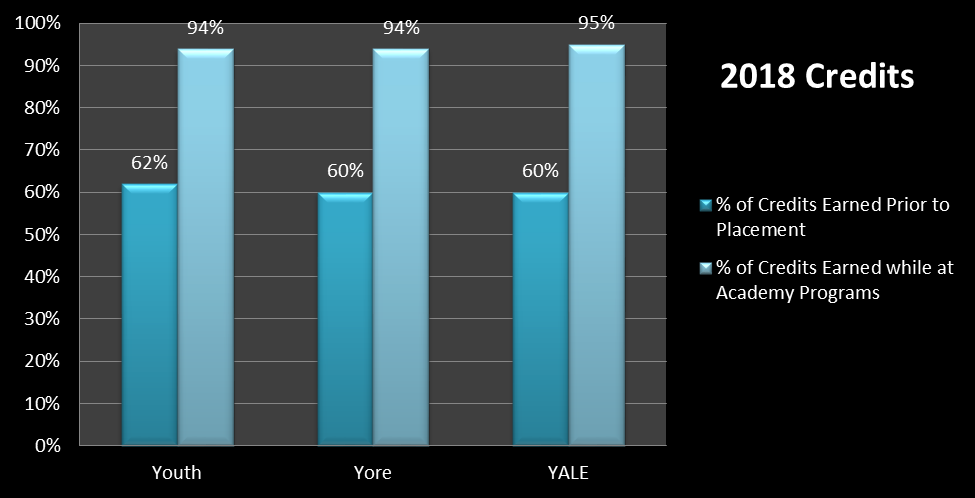 2018 Credits
100%
90%
80%
70%
60%
50%
40%
30%
20%
10%
0%
62%
94%
60%
94%
60%
95%
Youth
Yore
YALE
% of Credits Earned Prior to
Placement
% of Credits Earned while at
Academy Programs